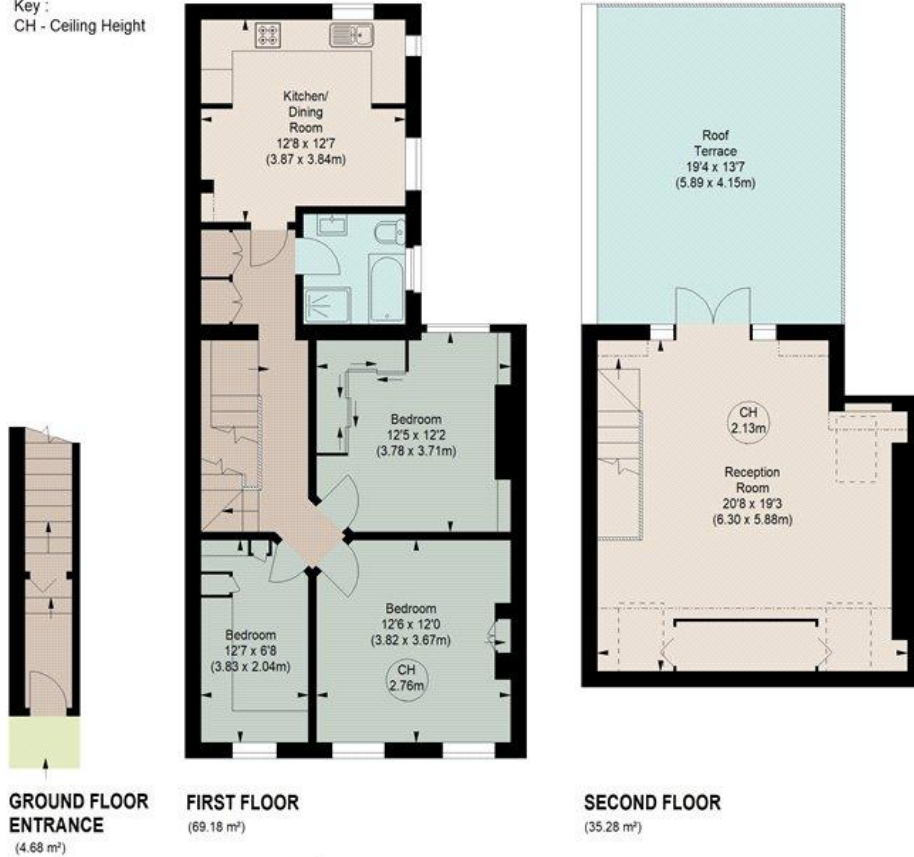 Key :
CH - Ceiling Height
Kitchen/
Dining
Room
12'8 x 12'7
(3.87 x 3.84m)
Roof
Terrace
19'4 x 13'7
(5.89 x 4.15m)
Bedroom
12'5 x 12'2
(3.78 x 3.71m)
CH
2.13m
Reception
Room
20'8 x 19'3
(6.30 x 5.88m)
Bedroom
12'7 x 6'8
(3.83 x 2.04m)
Bedroom
12'6 x 12'0
(3.82 x 3.67m)
CH
2.76m
GROUND FLOOR
ENTRANCE
(4.68 m²)
FIRST FLOOR
(69.18 m²)
SECOND FLOOR
(35.28 m²)